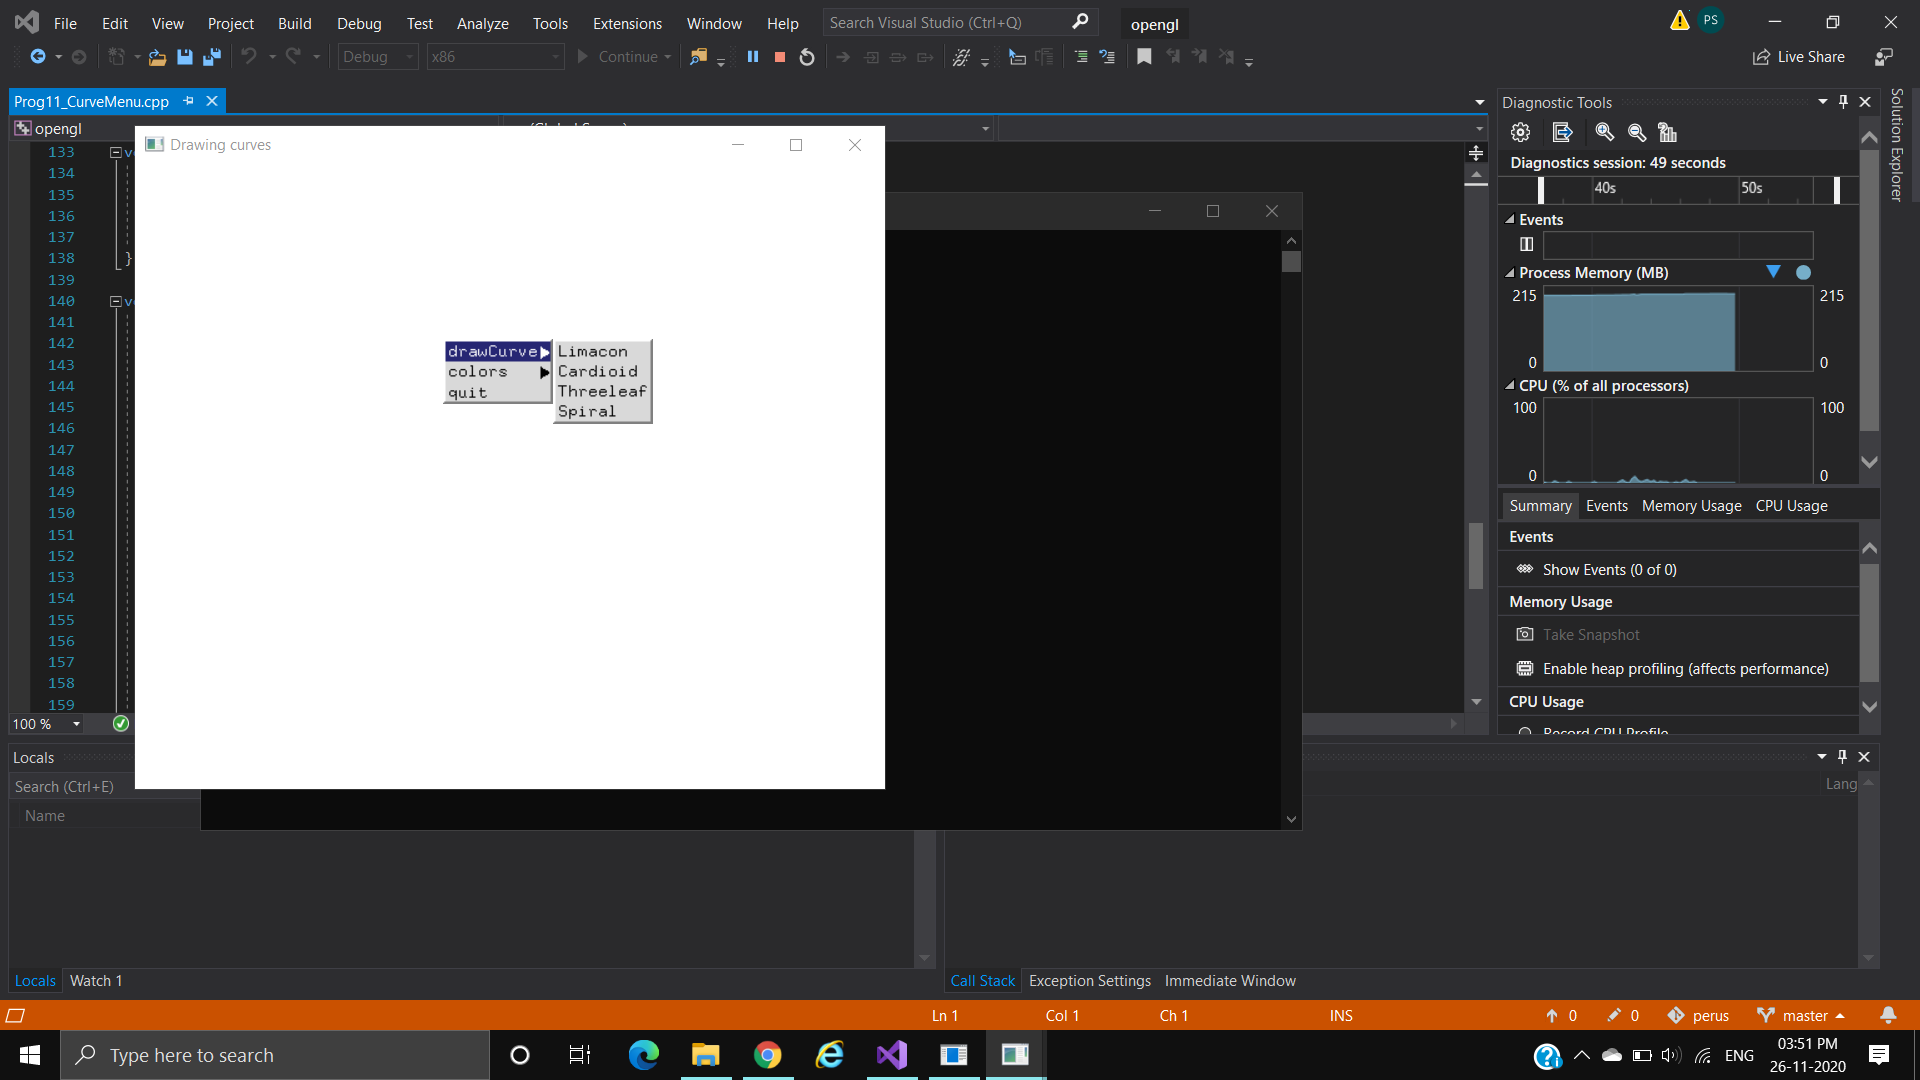 File Edit View Project Build Debug Test Analyze Tools Extensions Window Help Search Visual Studio (Ctrl+Q) opengl PS
Debug x86 Continue Live Share
Prog11_CurveMenu.cpp
opengl
Drawing curves
drawCurve
colors
quit
Limacon
Cardioid
Threeleaf
Spiral
133
134
135
136
137
138 }
139
140
141
142
143
144
145
146
147
148
149
150
151
152
153
154
155
156
157
158
159
100 %
Diagnostic Tools
Diagnostics session: 49 seconds
40s 50s
Events
Process Memory (MB)
215 215
0 0
CPU (% of all processors)
100 100
0 0
Summary Events Memory Usage CPU Usage
Events
Show Events (0 of 0)
Memory Usage
Take Snapshot
Enable heap profiling (affects performance)
CPU Usage
Record CPU Profile
Solution Explorer
Locals
Search (Ctrl+E)
Name
Lang
Locals Watch 1
Call Stack Exception Settings Immediate Window
Ln 1 Col 1 Ch 1 INS 0 0 perus master
Type here to search
ENG
03:51 PM
26-11-2020